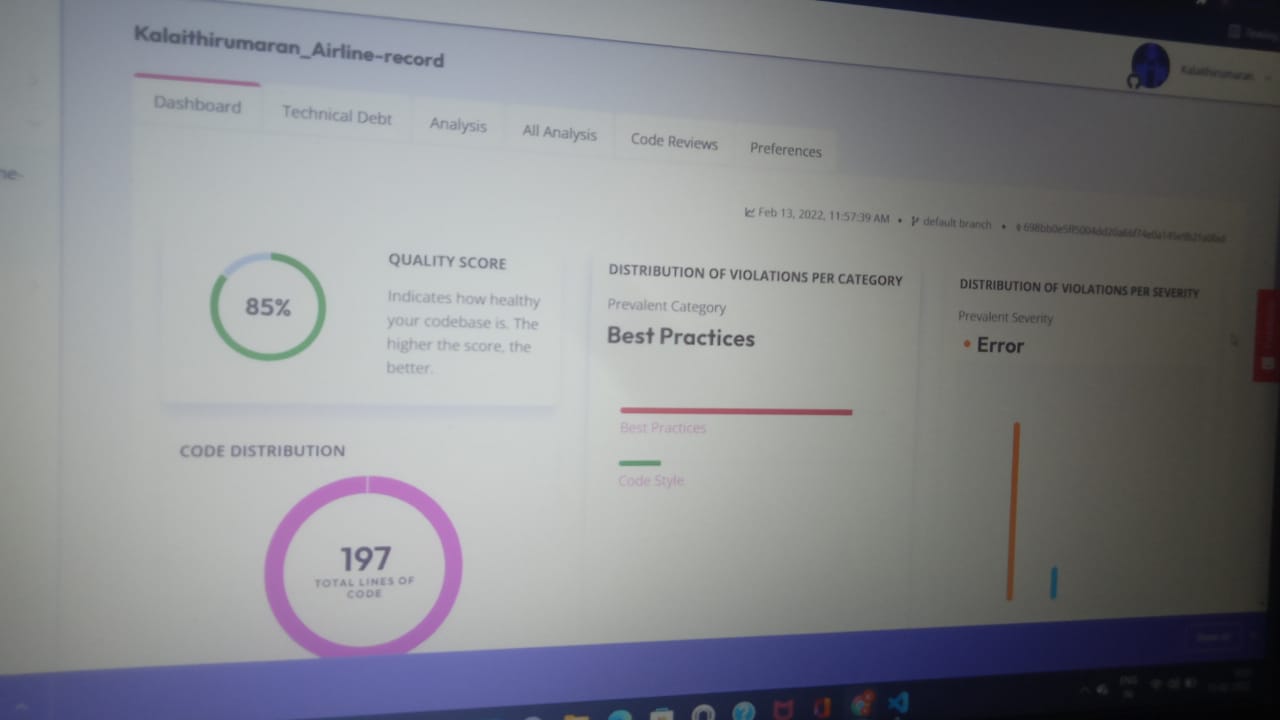 Kalaithirumaran_Airline-record
Kalaithirumaran
Dashboard
Technical Debt
Analysis
All Analysis
Code Reviews
Preferences
Feb 13, 2022, 11:57:39 AM • default branch •
85%
QUALITY SCORE
Indicates how healthy
your codebase is. The
higher the score, the
better.
DISTRIBUTION OF VIOLATIONS PER CATEGORY
Prevalent Category
Best Practices
Best Practices
Code Style
DISTRIBUTION OF VIOLATIONS PER SEVERITY
Prevalent Severity
• Error
CODE DISTRIBUTION
197
TOTAL LINES OF
CODE
ENG